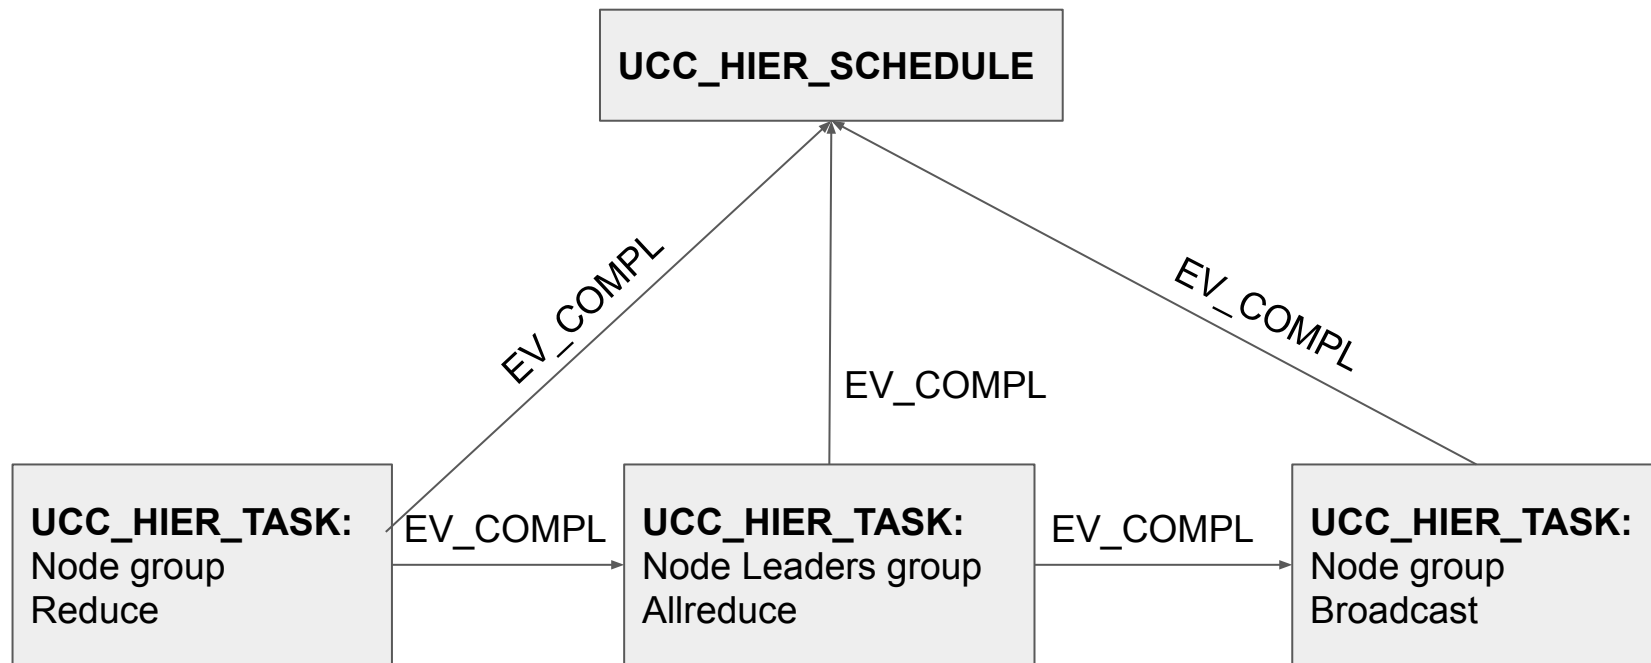 UCC_HIER_SCHEDULE
EV_COMPL
EV_COMPL
EV_COMPL
UCC_HIER_TASK:
Node group
Reduce
EV_COMPL
UCC_HIER_TASK:
Node Leaders group
Allreduce
EV_COMPL
UCC_HIER_TASK:
Node group
Broadcast